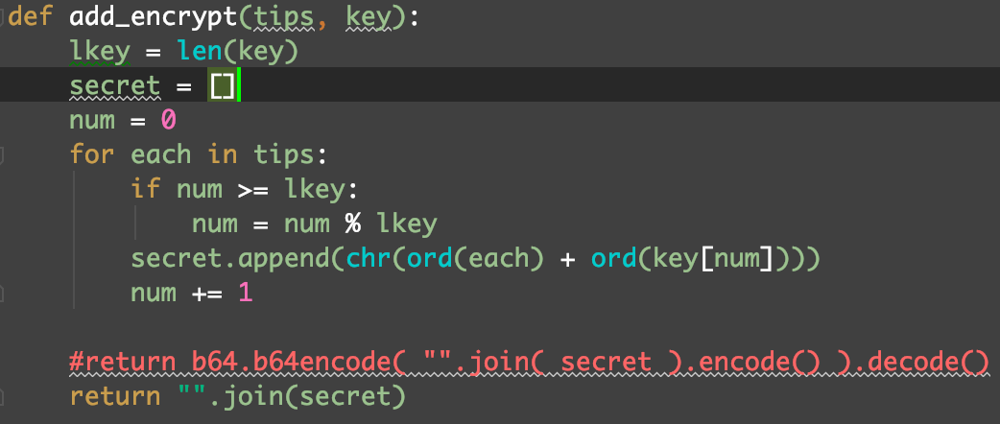 def add_encrypt(tips, key):
    lkey = len(key)
    secret = []
    num = 0
    for each in tips:
        if num >= lkey:
            num = num % lkey
        secret.append(chr(ord(each) + ord(key[num])))
        num += 1

    #return b64.b64encode( "".join( secret ).encode() ).decode()
    return "".join(secret)